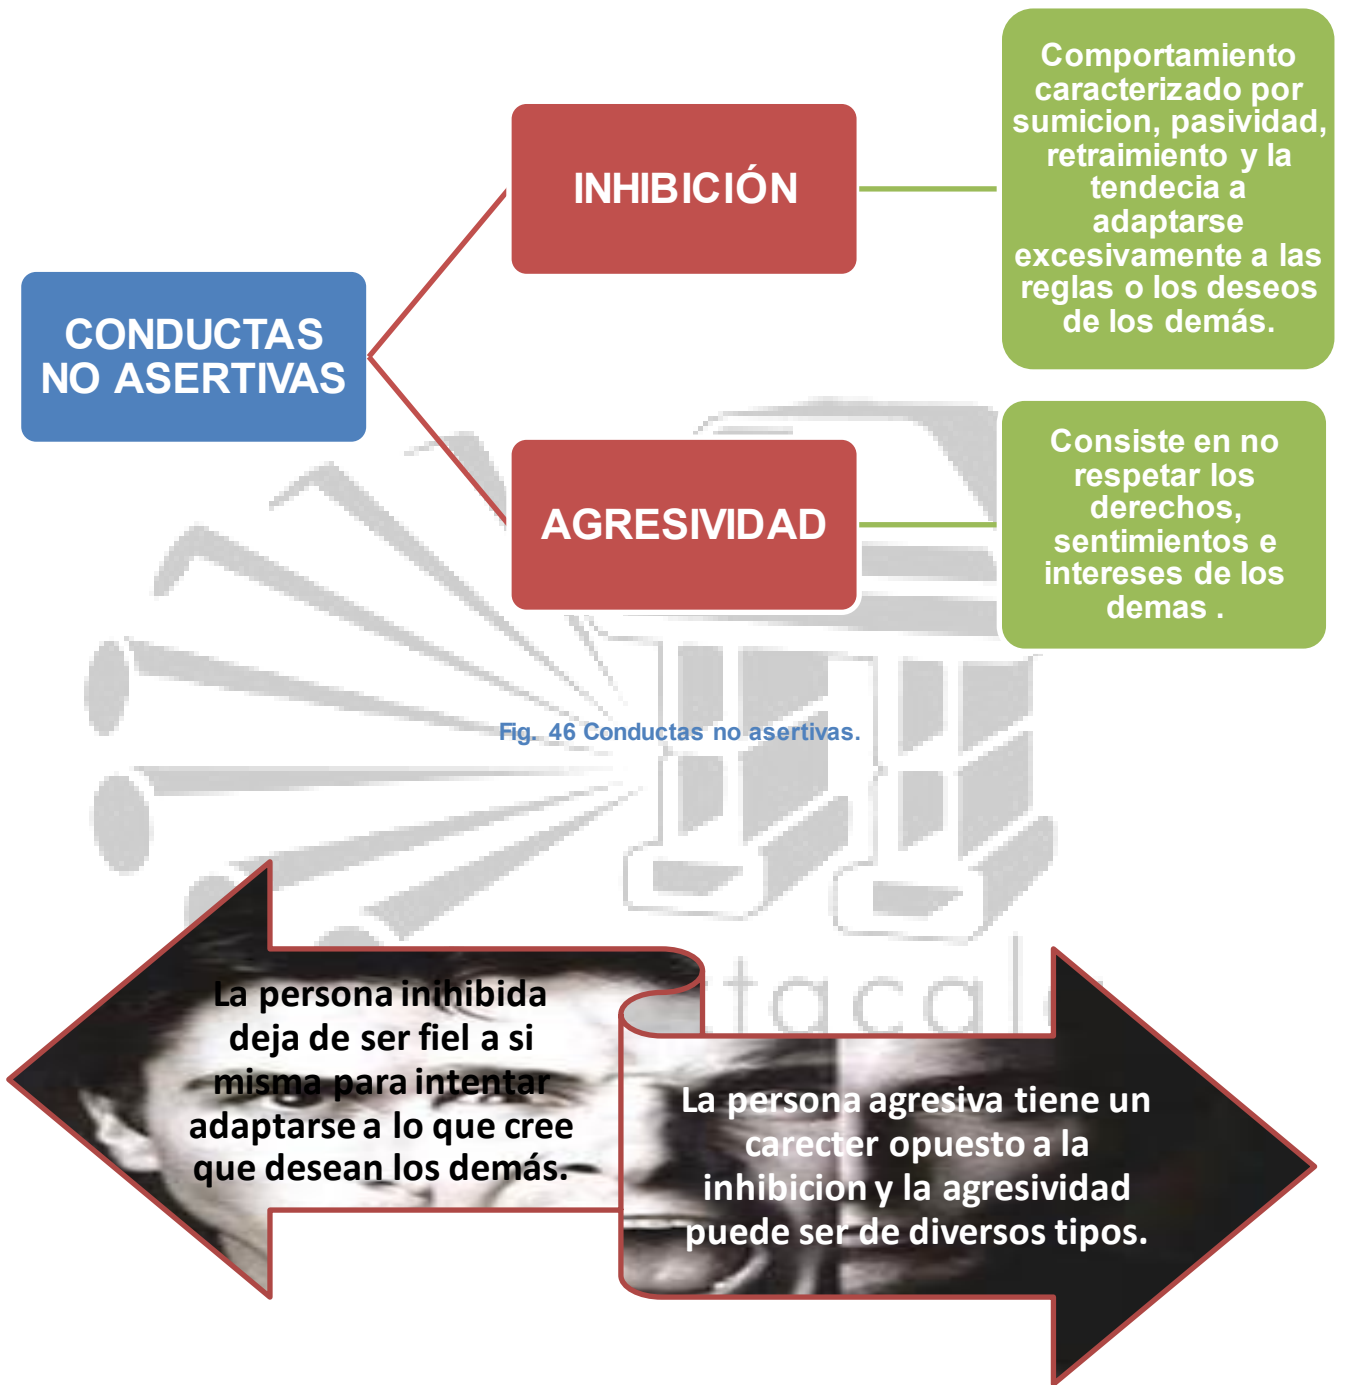 CONDUCTAS
NO ASERTIVAS
INHIBICIÓN
Comportamiento
caracterizado por
sumicion, pasividad,
retraimiento y la
tendecia a
adaptarse
excesivamente a las
reglas o los deseos
de los demás.
AGRESIVIDAD
Consiste en no
respetar los
derechos,
sentimientos e
intereses de los
demas .
Fig. 46 Conductas no asertivas.
La persona inihibida
deja de ser fiel a si
misma para intentar
adaptarse a lo que cree
que desean los demás.
La persona agresiva tiene un
carecter opuesto a la
inhibicion y la agresividad
puede ser de diversos tipos.